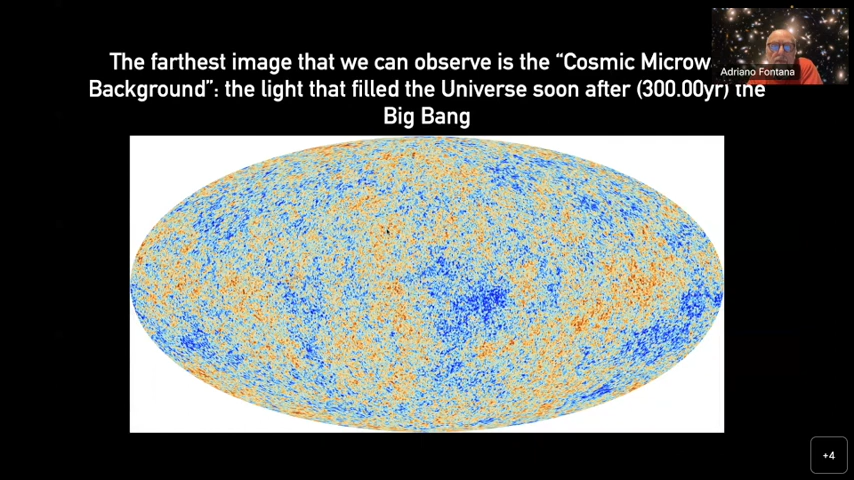 The farthest image that we can observe is the “Cosmic Microw
Adriano Fontana
Background”: the light that filled the Universe soon after (300.00yr) the
Big Bang
+4